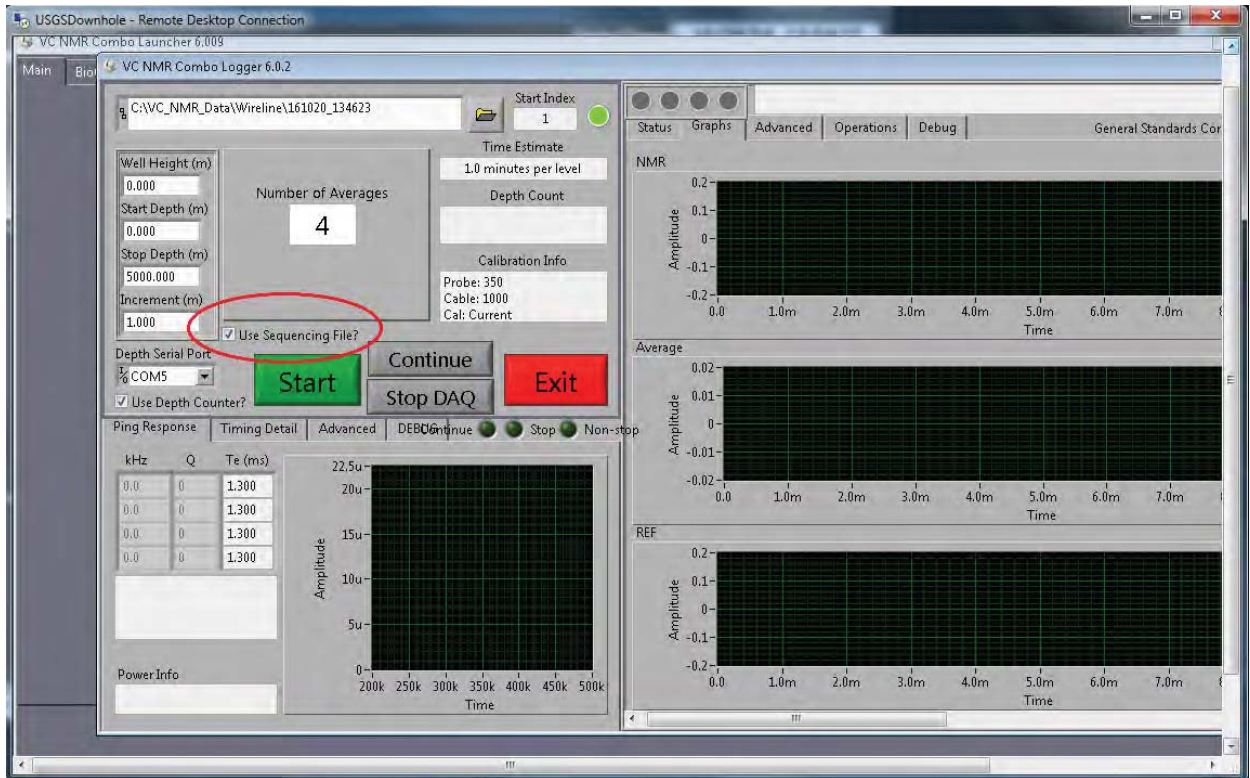 USGSDownhole - Remote Desktop Connection
VC NMR Combo Launcher 6.009
Main
VC NMR Combo Logger 6.0.2
C:\VC_NMR_Data\Wireline\161020_134623
Start Index
1
Time Estimate
1.0 minutes per level
Depth Count
Calibration Info
Probe: 350
Cable: 1000
Cal: Current
Well Height (m)
0.000
Start Depth (m)
0.000
Stop Depth (m)
5000.000
Increment (m)
1.000
Number of Averages
4
Use Sequencing File?
Depth Serial Port
COM5
Use Depth Counter?
Start
Continue
Stop DAQ
Exit
Ping Response Timing Detail Advanced DEBUG Continue Stop Non-stop
kHz Q Te (ms)
0.0 0 1.300
0.0 0 1.300
0.0 0 1.300
0.0 0 1.300
Power Info
22.5u
20u
15u
10u
5u
0
Amplitude
200k 250k 300k 350k 400k 450k 500k
Time
Status Graphs Advanced Operations Debug General Standards Cor
NMR
0.2
0.1
0
-0.1
-0.2
Amplitude
0.0 1.0m 2.0m 3.0m 4.0m 5.0m 6.0m 7.0m
Time
Average
0.02
0.01
0
-0.01
-0.02
Amplitude
0.0 1.0m 2.0m 3.0m 4.0m 5.0m 6.0m 7.0m
Time
REF
0.2
0.1
0
-0.1
-0.2
Amplitude
0.0 1.0m 2.0m 3.0m 4.0m 5.0m 6.0m 7.0m
Time